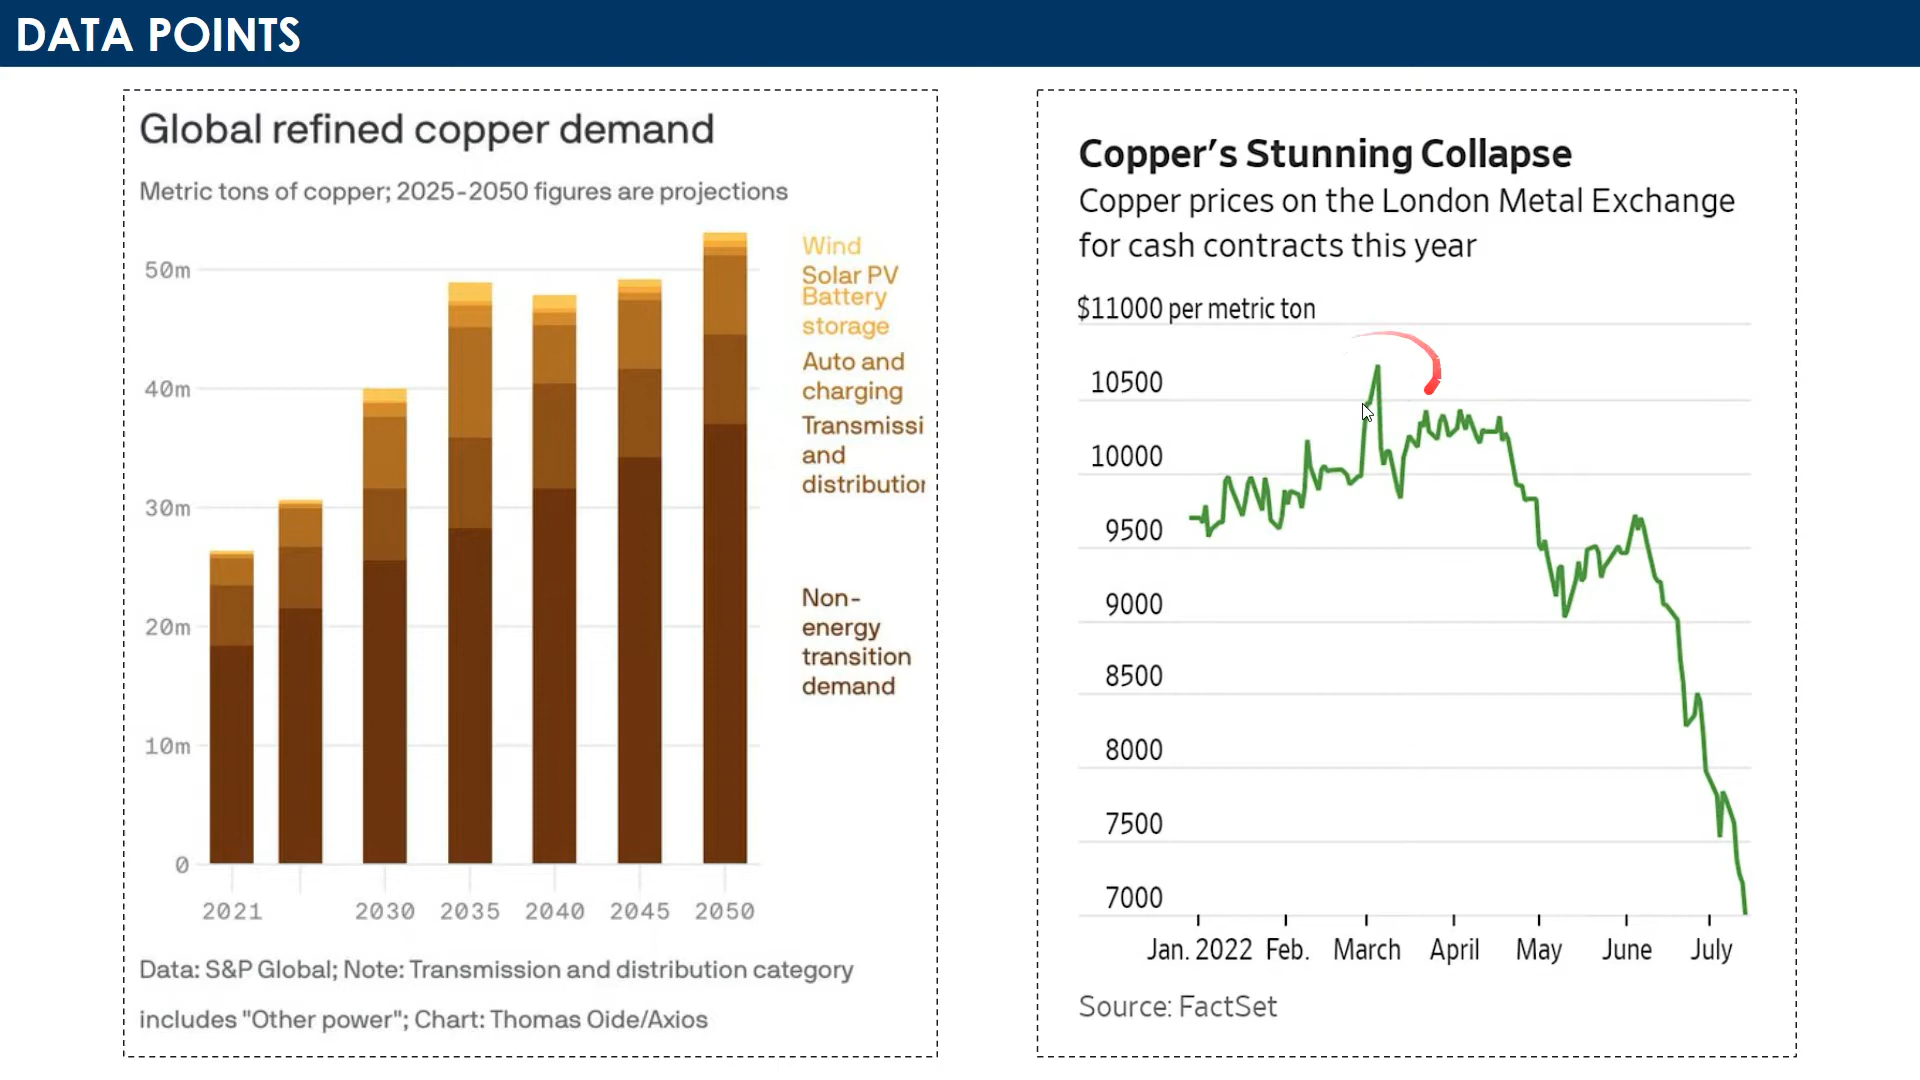 DATA POINTS
Global refined copper demand
Metric tons of copper; 2025-2050 figures are projections
50m
40m
30m
20m
10m
0
2021
2030
2035
2040
2045
2050
Wind
Solar PV
Battery
storage
Auto and
charging
Transmissi
and
distribution
Non-
energy
transition
demand
Data: S&P Global; Note: Transmission and distribution category
includes "Other power"; Chart: Thomas Oide/Axios
Copper's Stunning Collapse
Copper prices on the London Metal Exchange
for cash contracts this year
$11000 per metric ton
10500
10000
9500
9000
8500
8000
7500
7000
Jan. 2022
Feb.
March
April
May
June
July
Source: FactSet